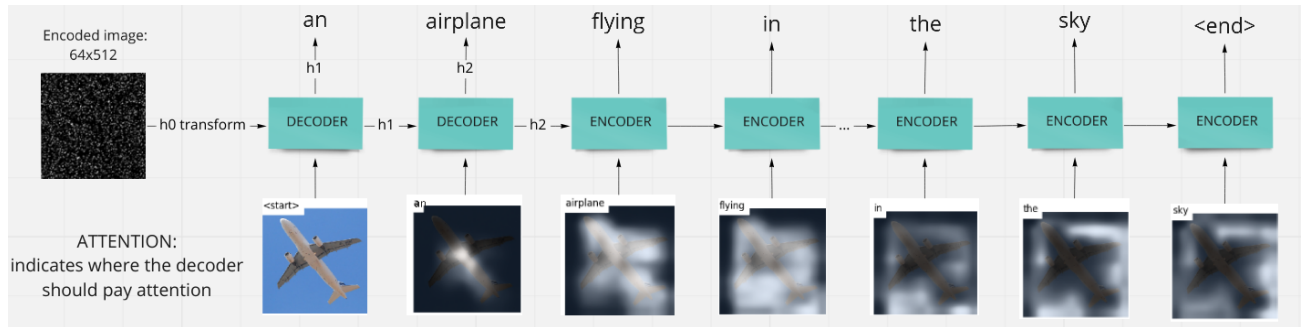 an airplane flying in the sky <end>
Encoded image:
64x512
h1 h2
h0 transform DECODER h1 DECODER h2 ENCODER ENCODER ... ENCODER ENCODER ENCODER
<start> an airplane flying in the sky
ATTENTION:
indicates where the decoder
should pay attention